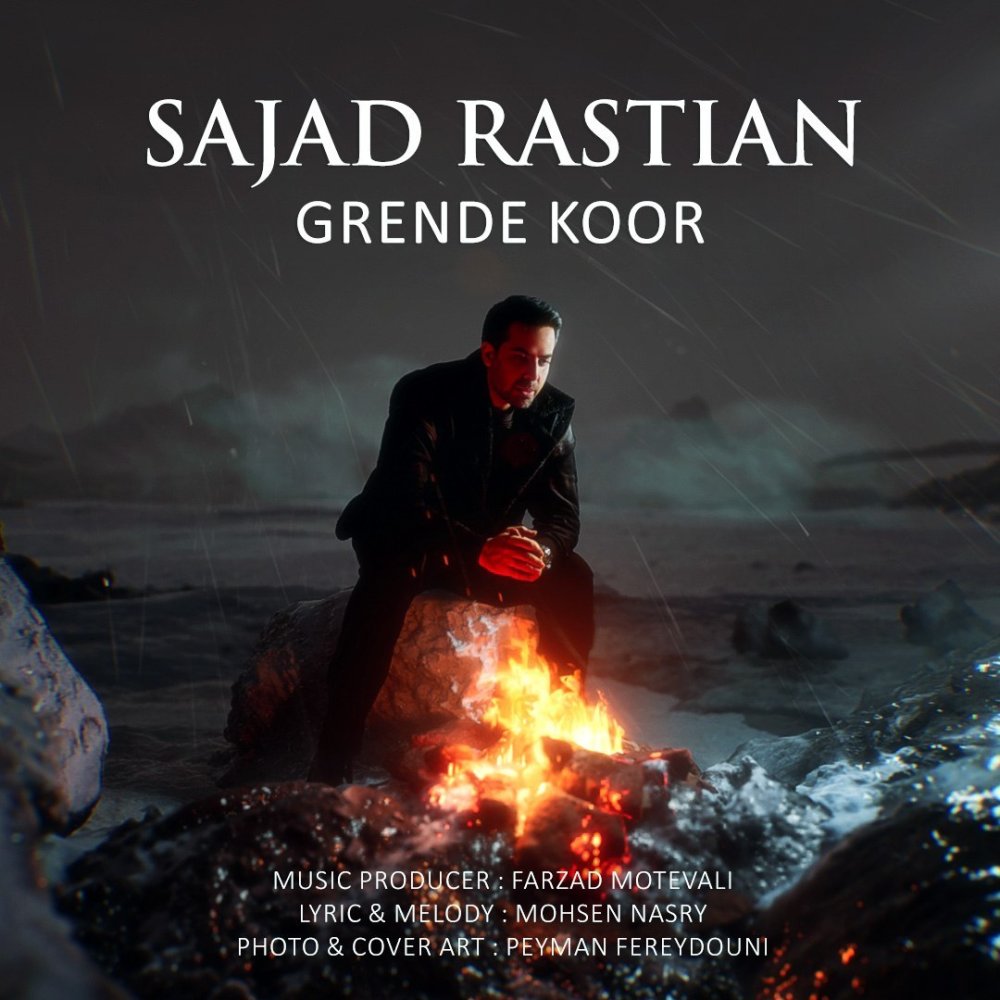 SAJAD RASTIAN
GRENDE KOOR
MUSIC PRODUCER : FARZAD MOTEVALI
LYRIC & MELODY : MOHSEN NASRY
PHOTO & COVER ART : PEYMAN FEREYDOUNI